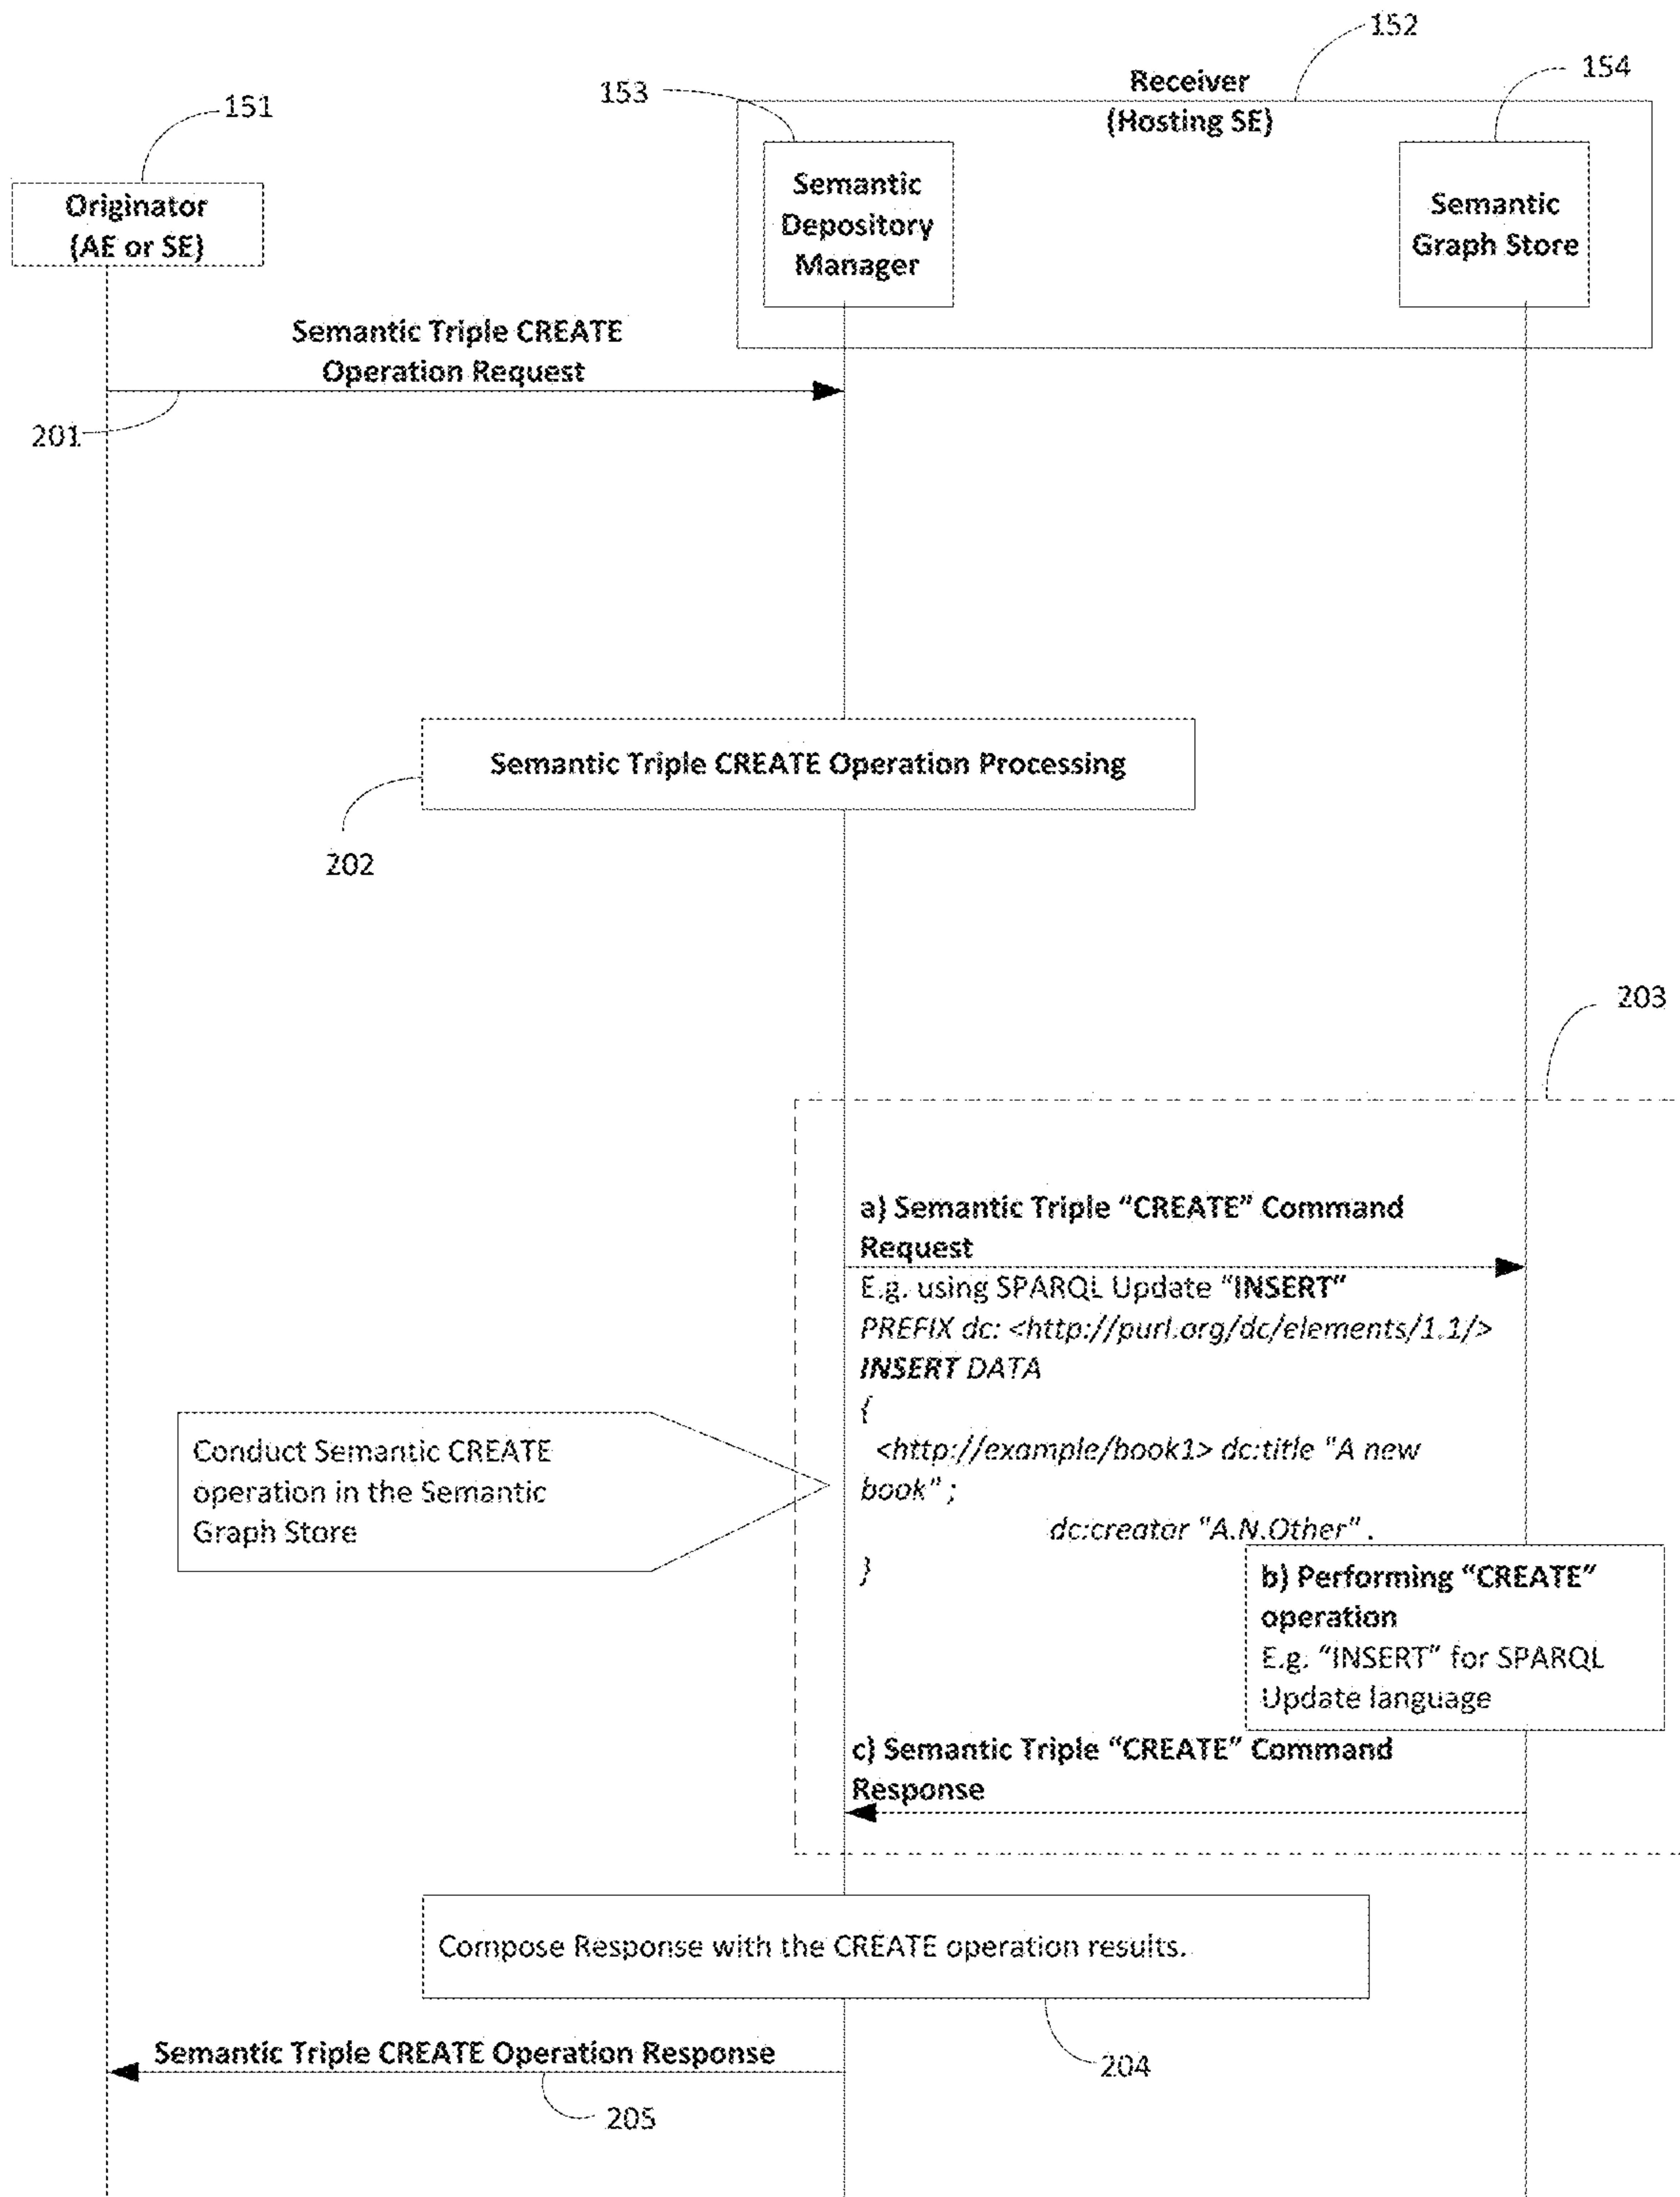 152
Receiver
(Hosting SE)
154
153
151
Originator
(AE or SE)
Semantic
Depository
Manager
Semantic
Graph Store
Semantic Triple CREATE
Operation Request
201
Semantic Triple CREATE Operation Processing
202
203
a) Semantic Triple “CREATE” Command
Request
E.g. using SPARQL Update “INSERT”
PREFIX dc: <http://purl.org/dc/elements/1.1/>
INSERT DATA
{
<http://example/book1> dc:title "A new
book" ;
dc:creator "A.N.Other" .
}
Conduct Semantic CREATE
operation in the Semantic
Graph Store
b) Performing “CREATE”
operation
E.g. “INSERT” for SPARQL
Update language
c) Semantic Triple “CREATE” Command
Response
Compose Response with the CREATE operation results.
204
Semantic Triple CREATE Operation Response
205